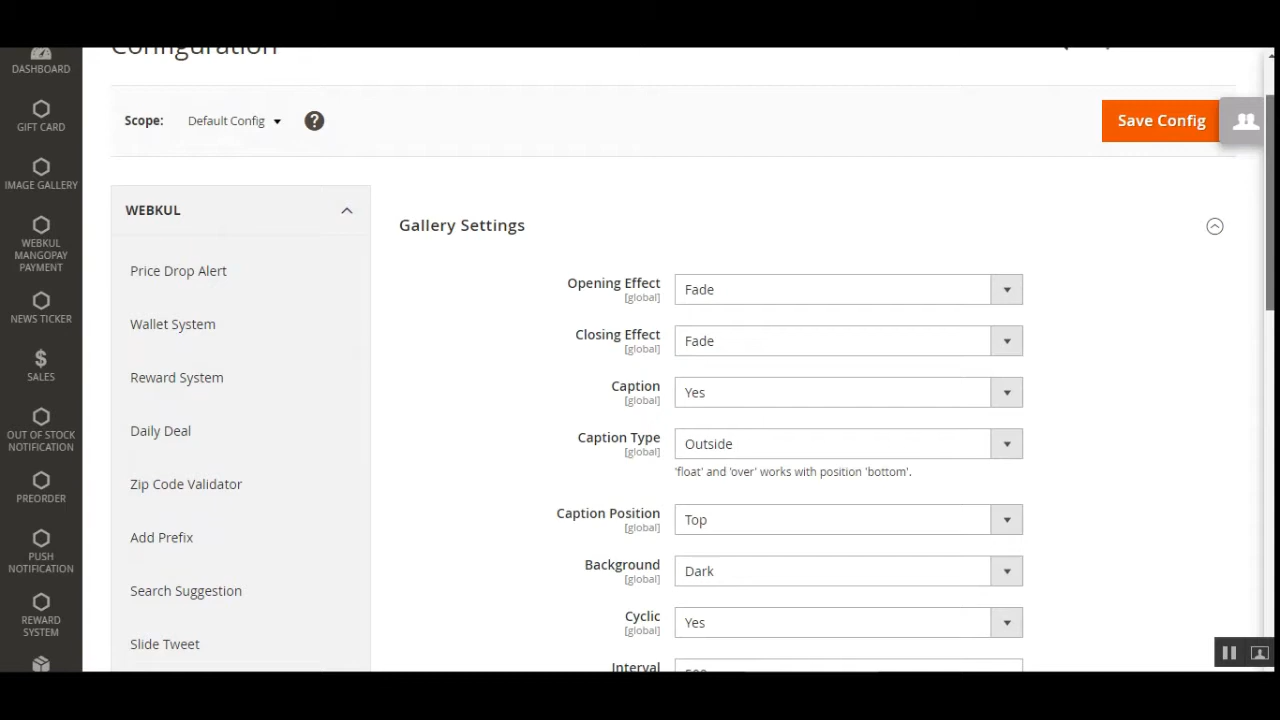 Configuration
DASHBOARD
GIFT CARD
IMAGE GALLERY
WEBKUL
MANGOPAY
PAYMENT
NEWS TICKER
$
SALES
OUT OF STOCK
NOTIFICATION
PREORDER
PUSH
NOTIFICATION
REWARD
SYSTEM
Scope: Default Config ?
Save Config
WEBKUL
Price Drop Alert
Wallet System
Reward System
Daily Deal
Zip Code Validator
Add Prefix
Search Suggestion
Slide Tweet
Gallery Settings
Opening Effect Fade
[global]
Closing Effect Fade
[global]
Caption Yes
[global]
Caption Type Outside
[global]
'float' and 'over' works with position 'bottom'.
Caption Position Top
[global]
Background Dark
[global]
Cyclic Yes
[global]
Interval